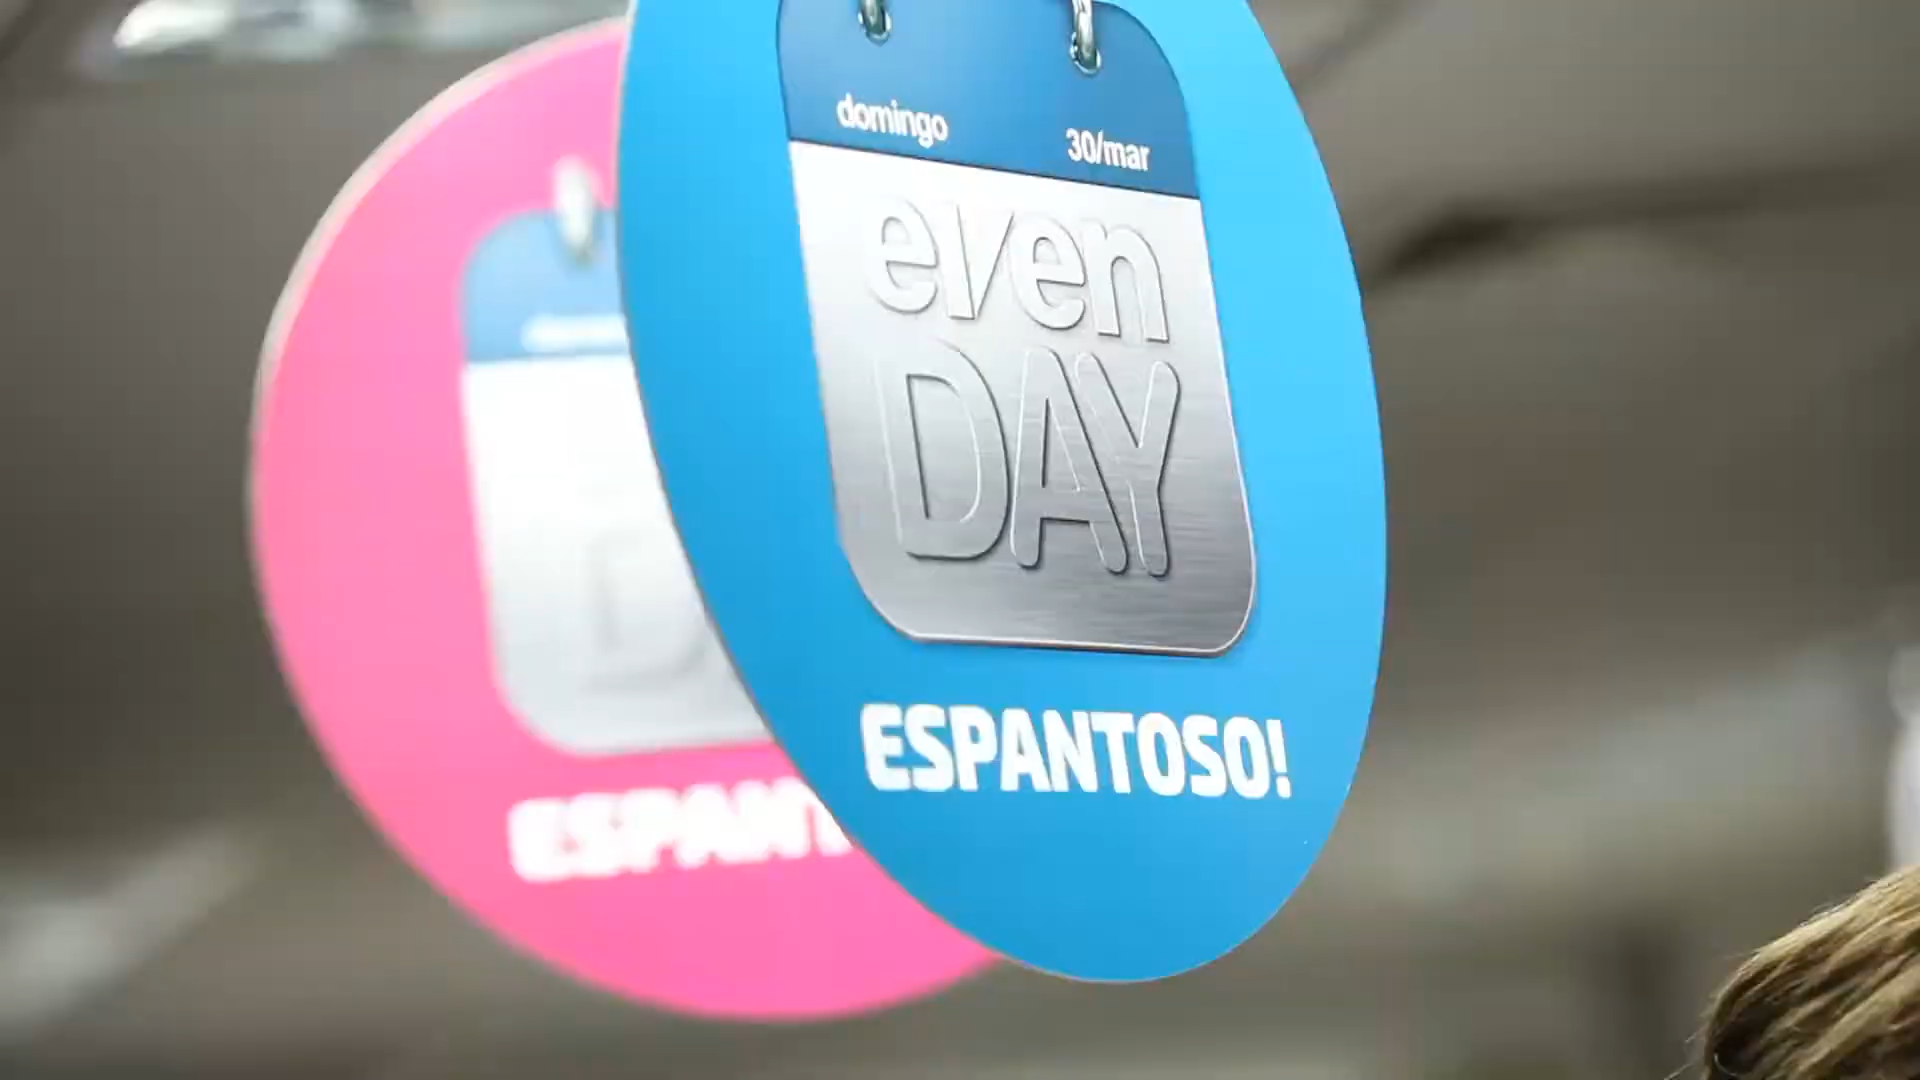 domingo 30/mar
even
DAY
ESPANTOSO!
D
ESPANT